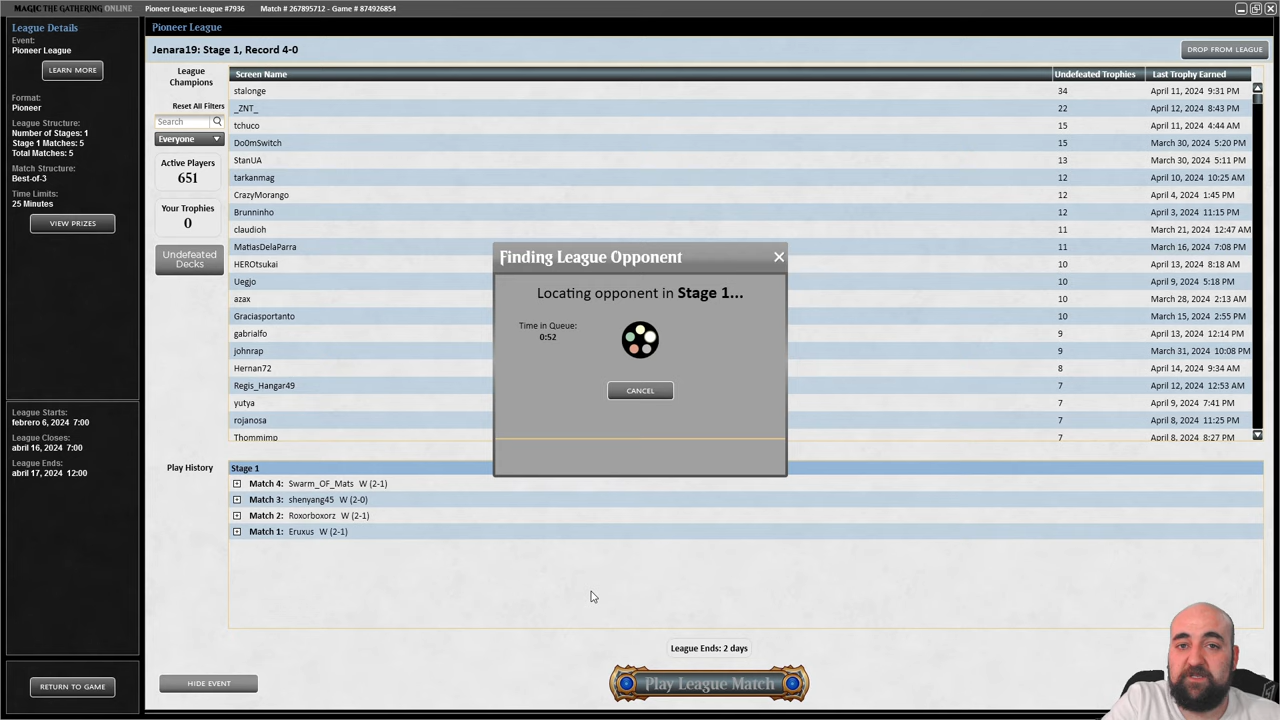 MAGIC THE GATHERING ONLINE
Pioneer League: League #7936
Match # 267895712 - Game # 874926854
League Details
Event:
Pioneer League
LEARN MORE
Format:
Pioneer
League Structure:
Number of Stages: 1
Stage 1 Matches: 5
Total Matches: 5
Match Structure:
Best-of-3
Time Limits:
25 Minutes
VIEW PRIZES
League Starts:
febrero 6, 2024 7:00
League Closes:
abril 16, 2024 7:00
League Ends:
abril 17, 2024 12:00
RETURN TO GAME
Pioneer League
Jenara19: Stage 1, Record 4-0
DROP FROM LEAGUE
League
Champions
Reset All Filters
Search
Everyone
Active Players
651
Your Trophies
0
Undefeated
Decks
Screen Name Undefeated Trophies Last Trophy Earned
stalonge 34 April 11, 2024 9:31 PM
_ZNT_ 22 April 12, 2024 8:43 PM
tchuco 15 April 11, 2024 4:44 AM
Do0mSwitch 15 March 30, 2024 5:20 PM
StanUA 13 March 30, 2024 5:11 PM
tarkanmag 12 April 10, 2024 10:25 AM
CrazyMorango 12 April 4, 2024 1:45 PM
Brunninho 12 April 3, 2024 11:15 PM
claudioh 11 March 21, 2024 12:47 AM
MatiasDelaParra 11 March 16, 2024 7:08 PM
HEROtsukai 10 April 13, 2024 8:18 AM
Uegjo 10 April 9, 2024 5:18 PM
azax 10 March 28, 2024 2:13 AM
Graciasportanto 10 March 15, 2024 2:55 PM
gabrialfo 9 April 13, 2024 12:14 PM
johnrap 9 March 31, 2024 10:08 PM
Hernan72 8 April 14, 2024 9:34 AM
Regis_Hangar49 7 April 12, 2024 12:53 AM
yutya 7 April 9, 2024 7:41 PM
rojanosa 7 April 8, 2024 11:25 PM
Thommimp 7 April 8, 2024 8:27 PM
Finding League Opponent
Locating opponent in Stage 1...
Time in Queue:
0:52
CANCEL
Play History
Stage 1
Match 4: Swarm_OF_Mats W (2-1)
Match 3: shenyang45 W (2-0)
Match 2: Roxorboxorz W (2-1)
Match 1: Eruxus W (2-1)
League Ends: 2 days
HIDE EVENT
Play League Match